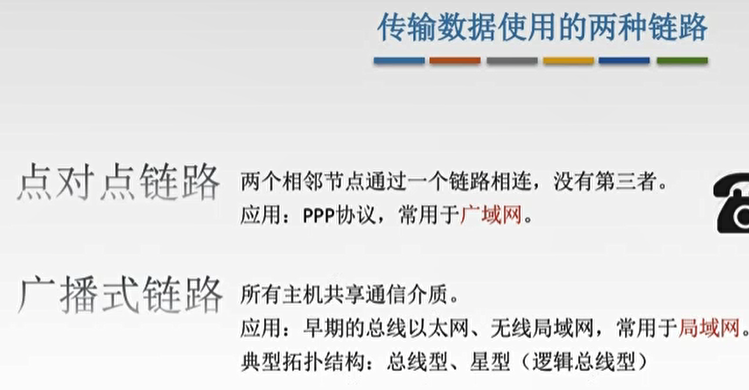 传输数据使用的两种链路
点对点链路
两个相邻节点通过一个链路相连，没有第三者。
应用：PPP协议，常用于广域网。
广播式链路
所有主机共享通信介质。
应用：早期的总线以太网、无线局域网，常用于局域网。
典型拓扑结构：总线型、星型（逻辑总线型）